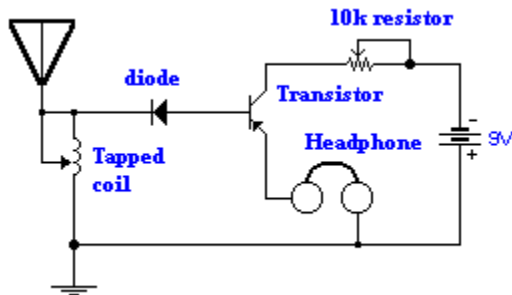 10k resistor
diode
Transistor
Headphone
-
9V
+
Tapped
coil